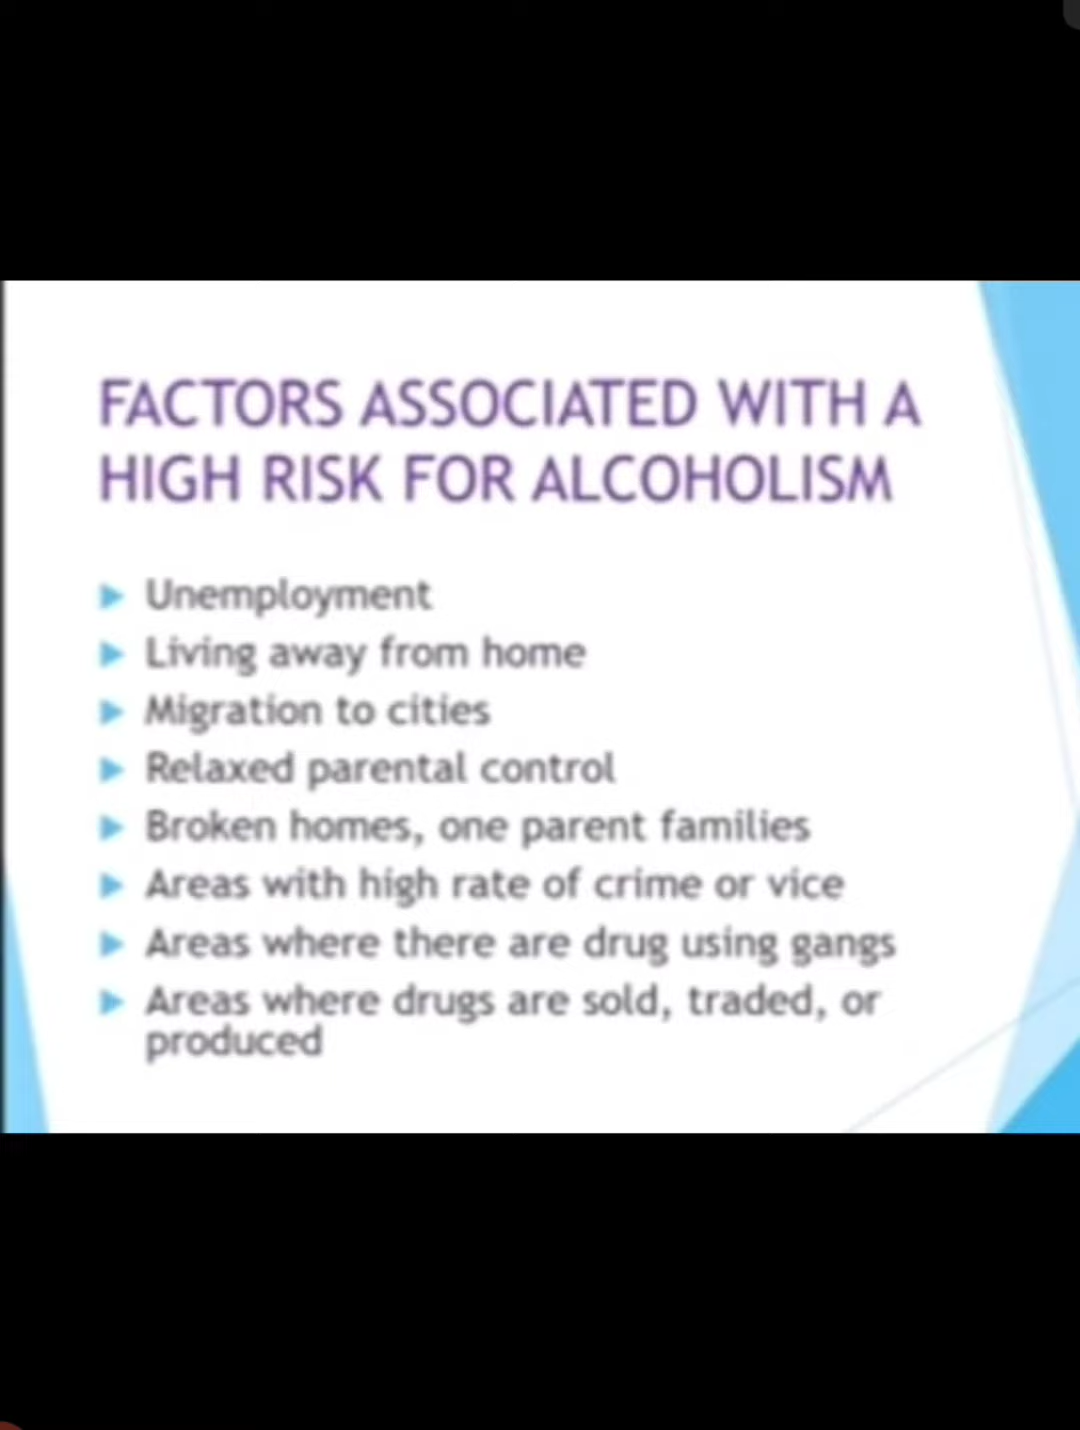 FACTORS ASSOCIATED WITH A
HIGH RISK FOR ALCOHOLISM
Unemployment
Living away from home
Migration to cities
Relaxed parental control
Broken homes, one parent families
Areas with high rate of crime or vice
Areas where there are drug using gangs
Areas where drugs are sold, traded, or
produced